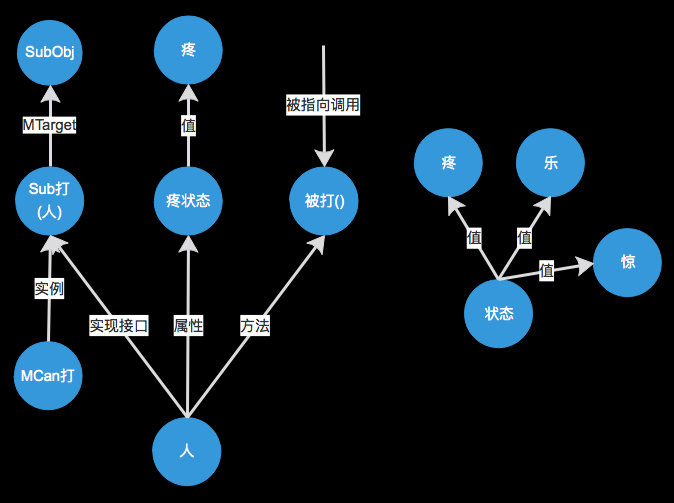 SubObj
疼
被指向调用
MTarget
值
疼
乐
Sub打
(人)
疼状态
被打()
值
值
惊
值
实例
状态
实现接口
属性
方法
MCan打
人